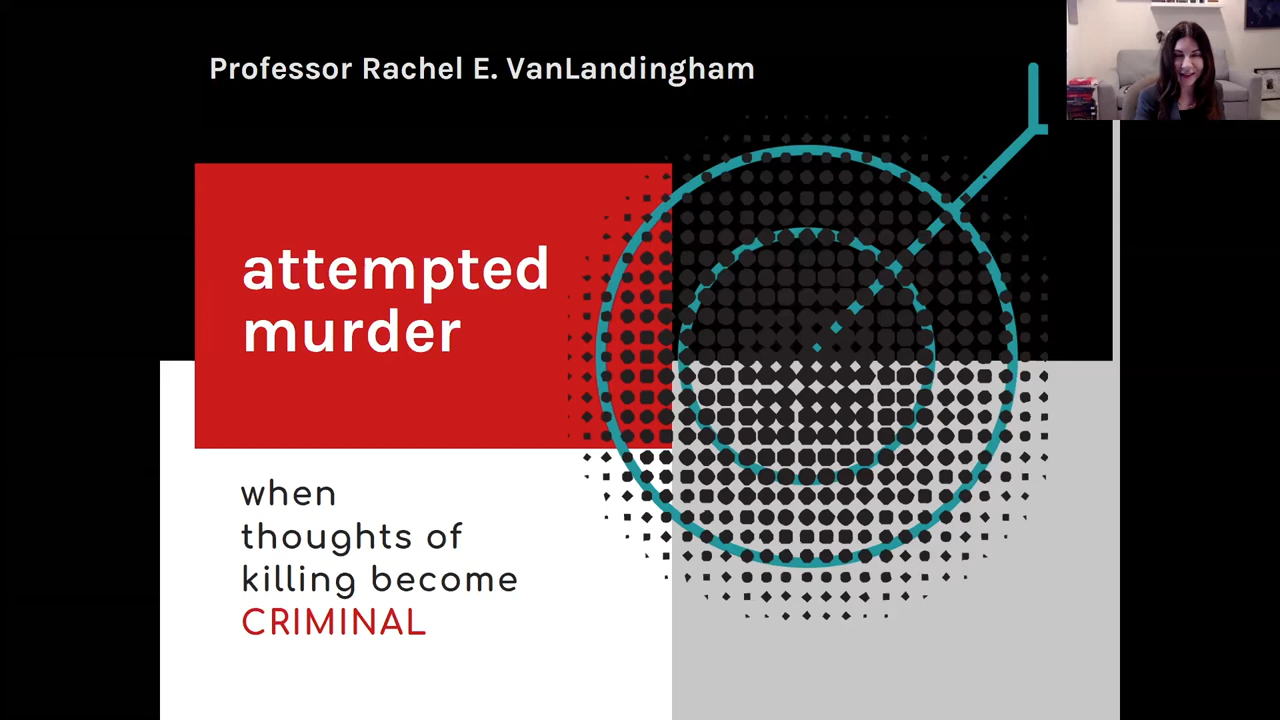 Professor Rachel E. VanLandingham
attempted
murder
when
thoughts of
killing become
CRIMINAL